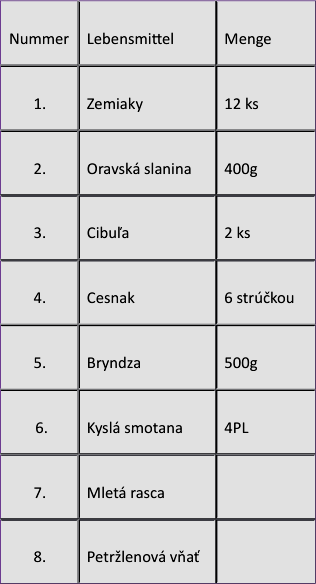 Nummer Lebensmittel Menge
1. Zemiaky 12 ks
2. Oravská slanina 400g
3. Cibuľa 2 ks
4. Cesnak 6 strúčkou
5. Bryndza 500g
6. Kyslá smotana 4PL
7. Mletá rasca
8. Petržlenová vňať